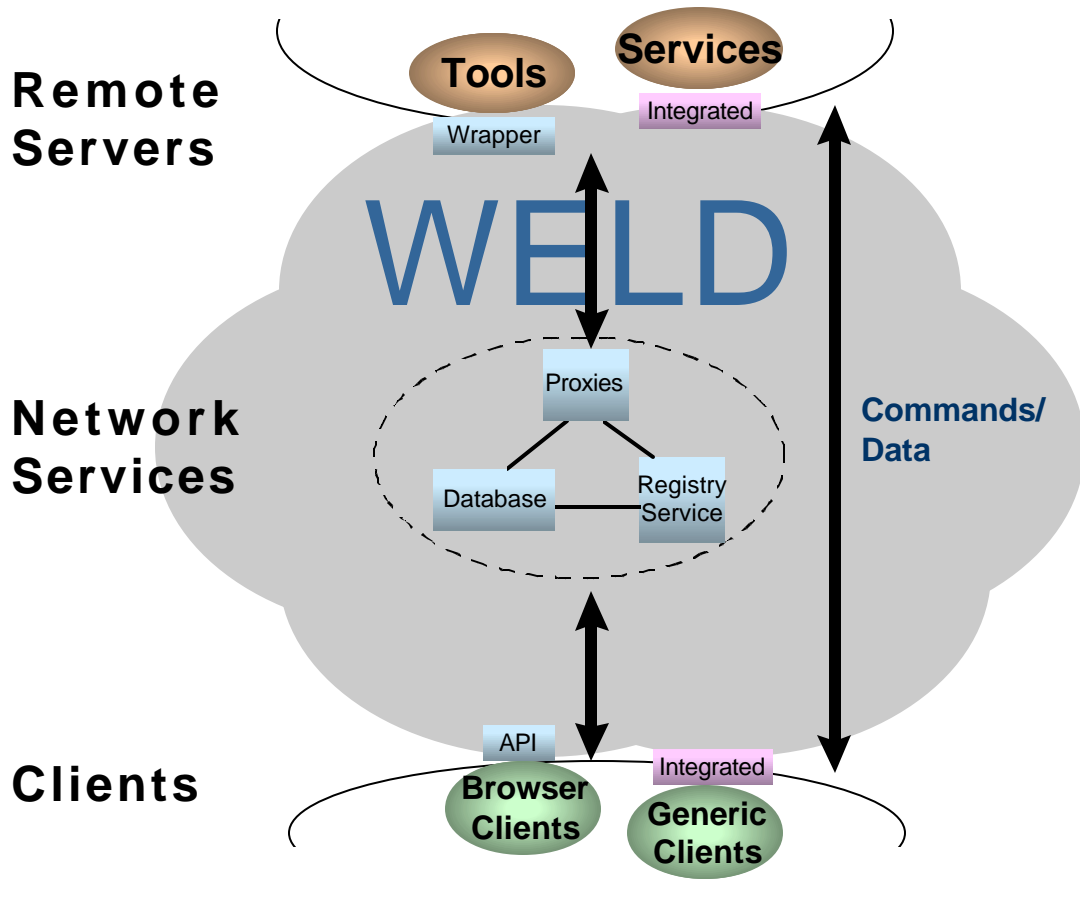 Remote
Servers
Tools
Services
Wrapper
Integrated
WELD
Network
Services
Proxies
Database
Registry
Service
Commands/
Data
Clients
API
Integrated
Browser
Clients
Generic
Clients